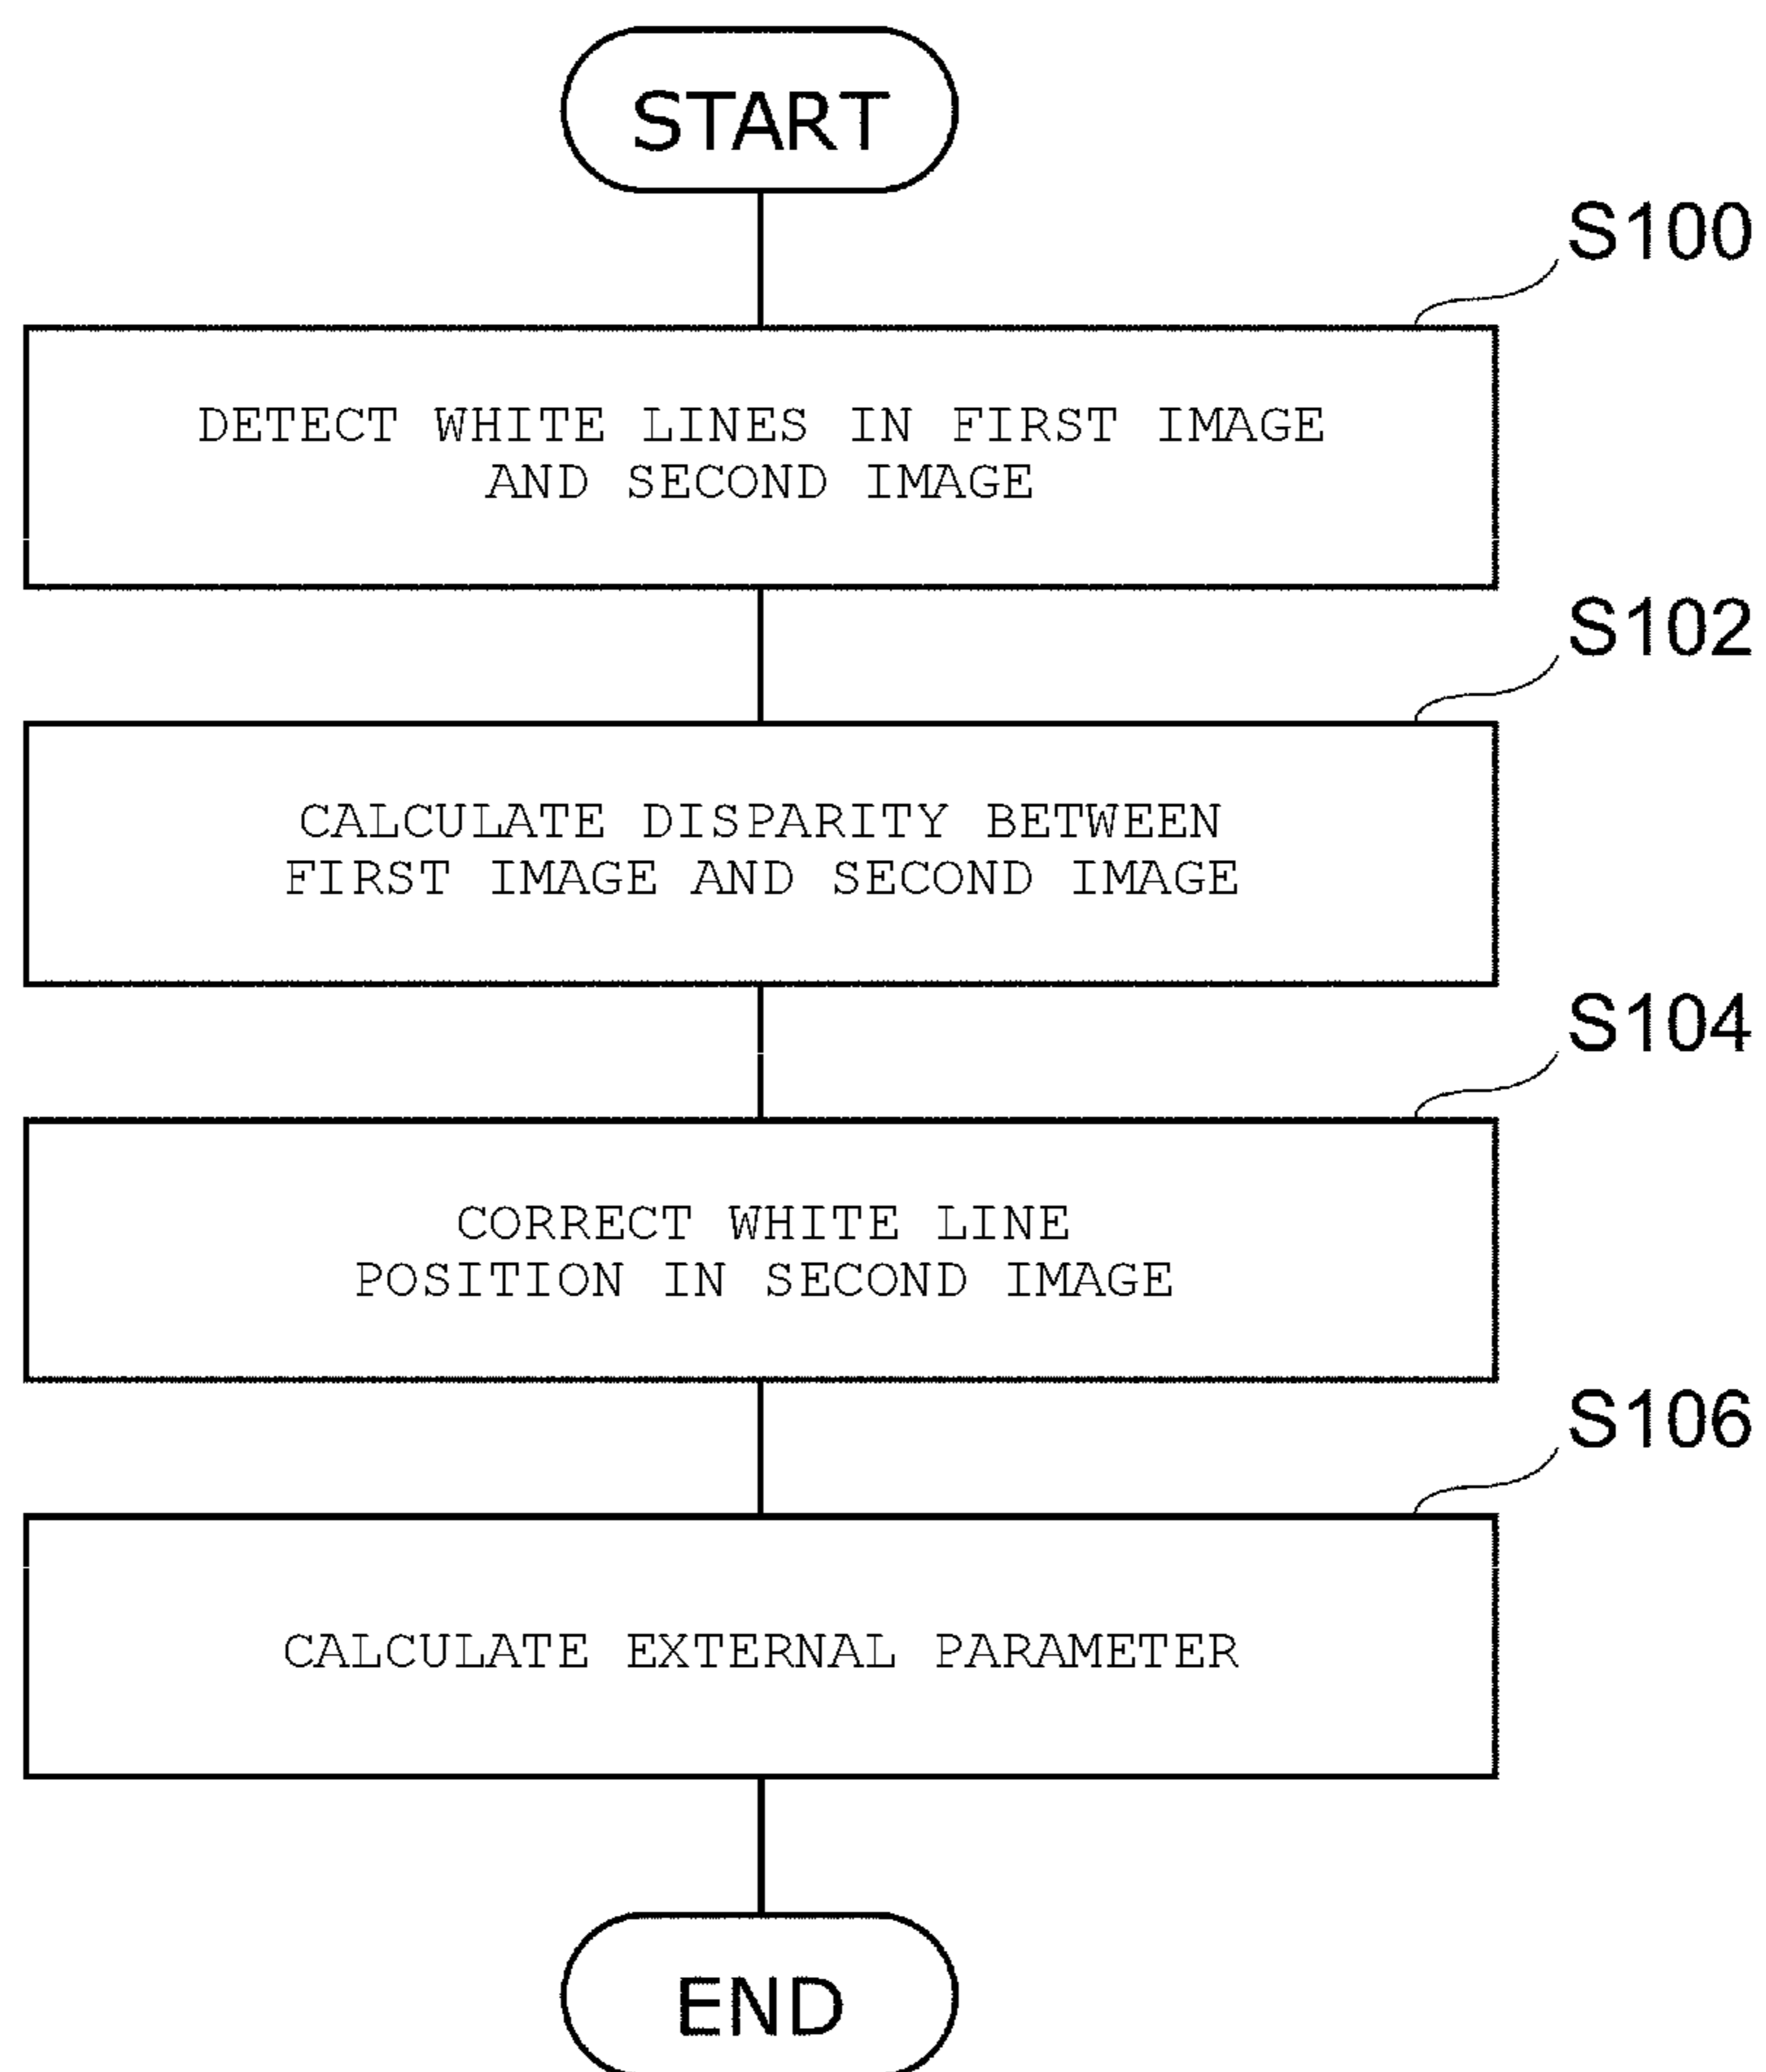 START
S100
DETECT WHITE LINES IN FIRST IMAGE
AND SECOND IMAGE
S102
CALCULATE DISPARITY BETWEEN
FIRST IMAGE AND SECOND IMAGE
S104
CORRECT WHITE LINE
POSITION IN SECOND IMAGE
S106
CALCULATE EXTERNAL PARAMETER
END